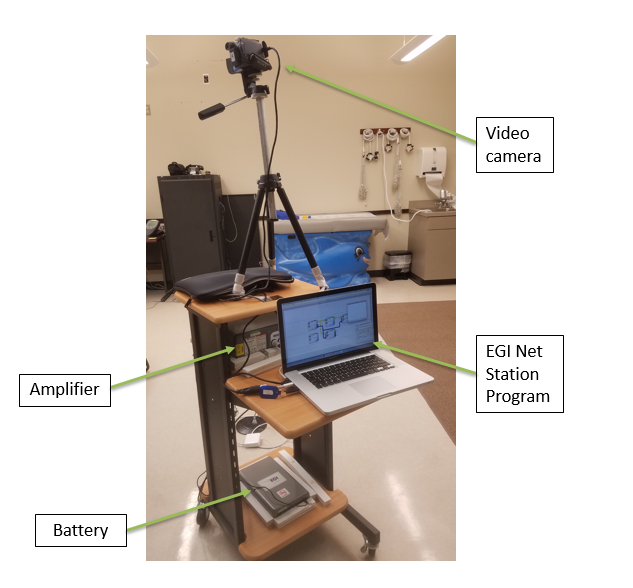 Video
camera
EGI Net
Station
Program
Amplifier
Battery